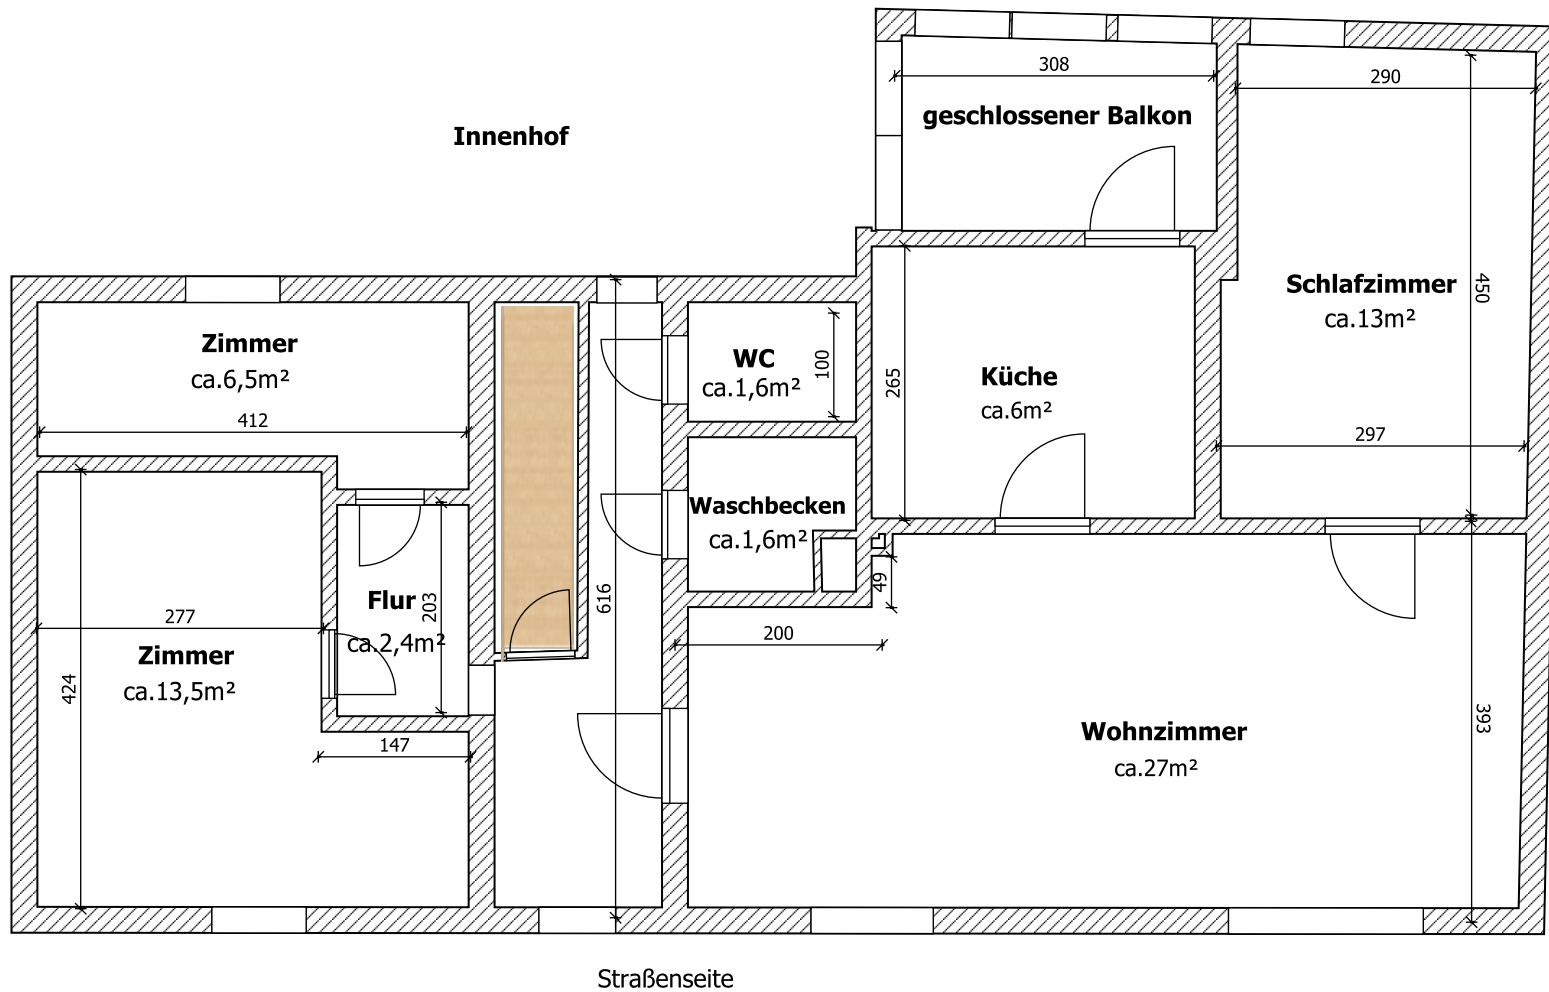 308
290
geschlossener Balkon
Innenhof
Schlafzimmer
ca.13m²
450
Zimmer
ca.6,5m²
WC
ca.1,6m²
100
Küche
ca.6m²
265
412
297
Waschbecken
ca.1,6m²
Flur
ca.2,4m²
203
616
49
277
200
Zimmer
ca.13,5m²
424
Wohnzimmer
ca.27m²
393
147
Straßenseite